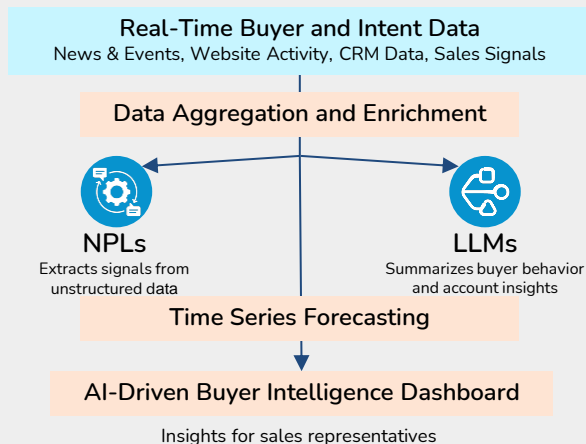 Real-Time Buyer and Intent Data
News & Events, Website Activity, CRM Data, Sales Signals
Data Aggregation and Enrichment
NPLs
Extracts signals from
unstructured data
LLMs
Summarizes buyer behavior
and account insights
Time Series Forecasting
AI-Driven Buyer Intelligence Dashboard
Insights for sales representatives